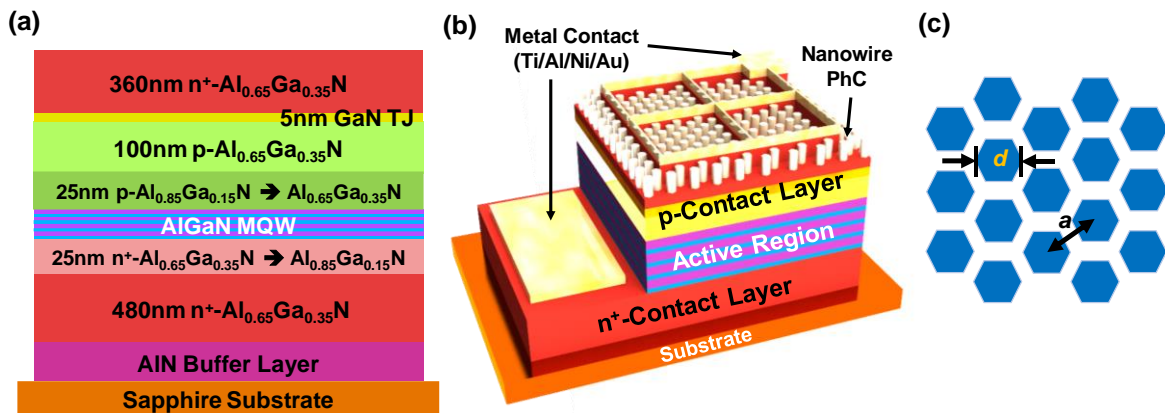 (a)
360nm n⁺-Al₀.₆₅Ga₀.₃₅N
5nm GaN TJ
100nm p-Al₀.₆₅Ga₀.₃₅N
25nm p-Al₀.₈₅Ga₀.₁₅N ➔ Al₀.₆₅Ga₀.₃₅N
AlGaN MQW
25nm n⁺-Al₀.₆₅Ga₀.₃₅N ➔ Al₀.₈₅Ga₀.₁₅N
480nm n⁺-Al₀.₆₅Ga₀.₃₅N
AlN Buffer Layer
Sapphire Substrate
(b)
Metal Contact
(Ti/Al/Ni/Au)
Nanowire
PhC
p-Contact Layer
Active Region
n⁺-Contact Layer
Substrate
(c)
d
a